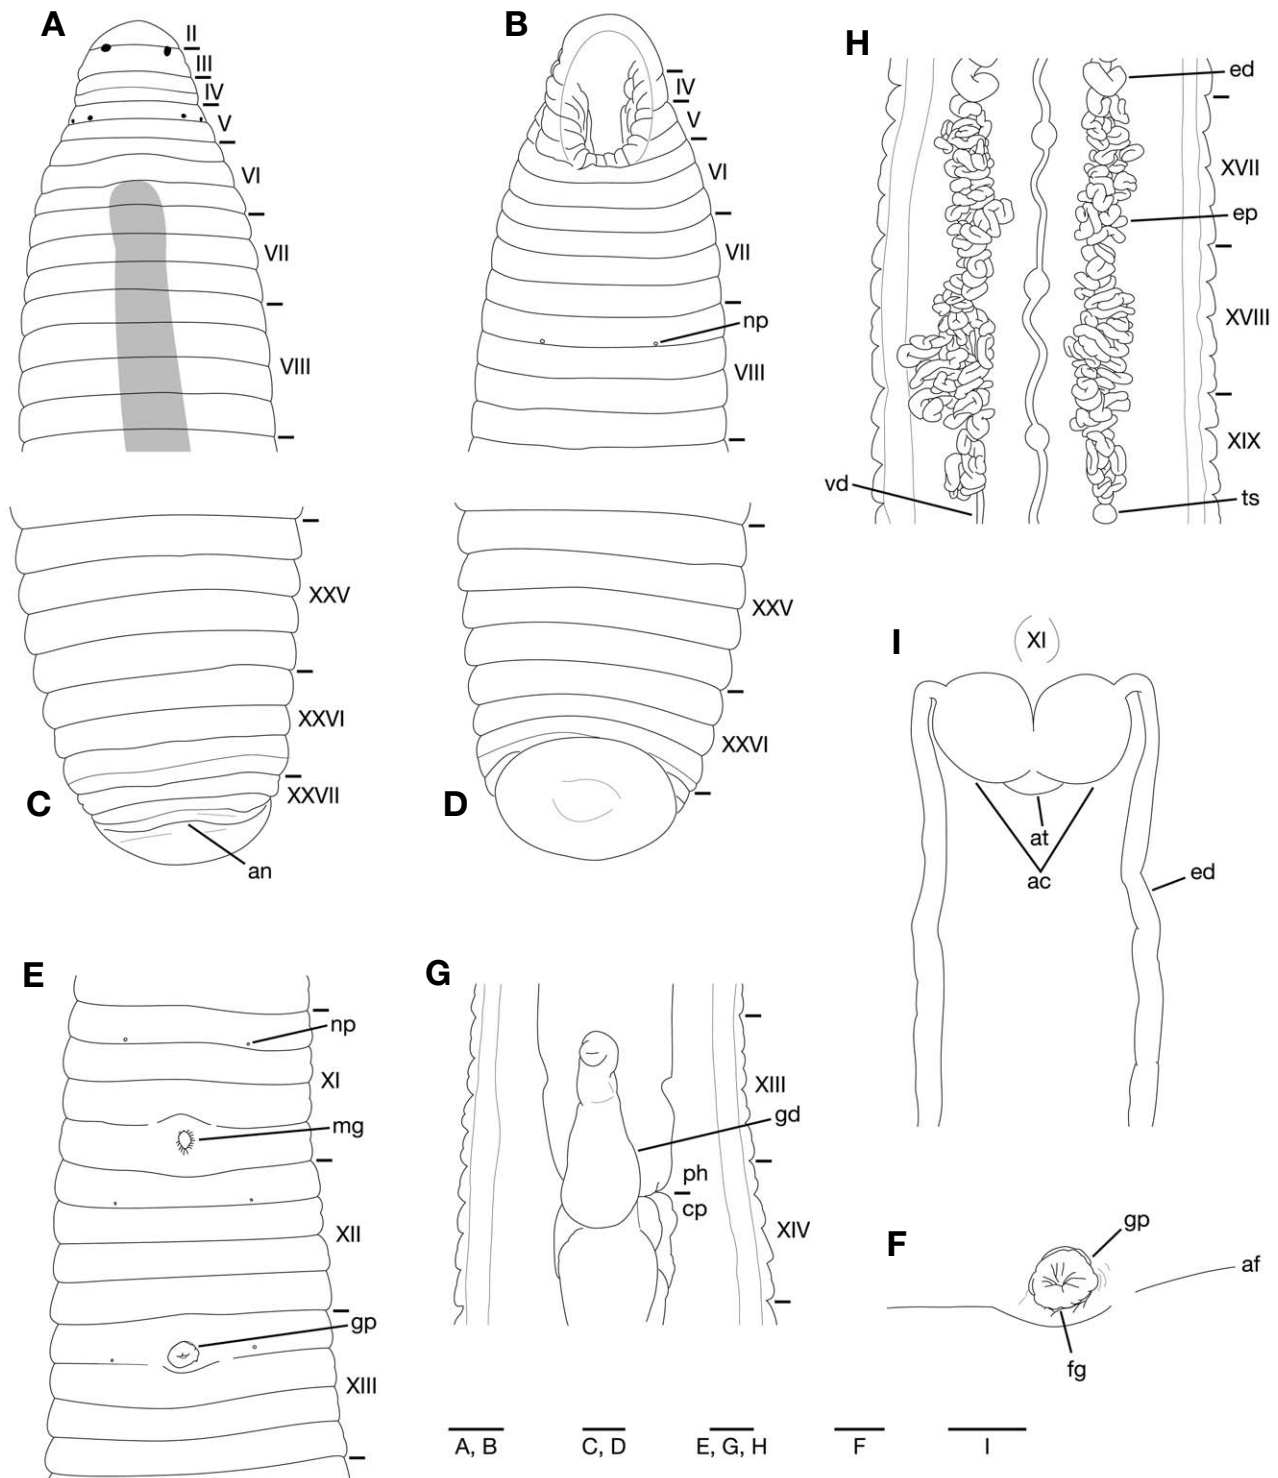 A
II
III
IV
V
VI
VII
VIII
B
IV
V
VI
VII
np
VIII
C
XXV
XXVI
XXVII
an
D
XXV
XXVI
E
np
XI
mg
XII
gp
XIII
G
XIII
gd
ph
cp
XIV
H
ed
XVII
ep
XVIII
XIX
vd
ts
I
XI
at
ac
ed
F
gp
af
fg
A, B
C, D
E, G, H
F
I